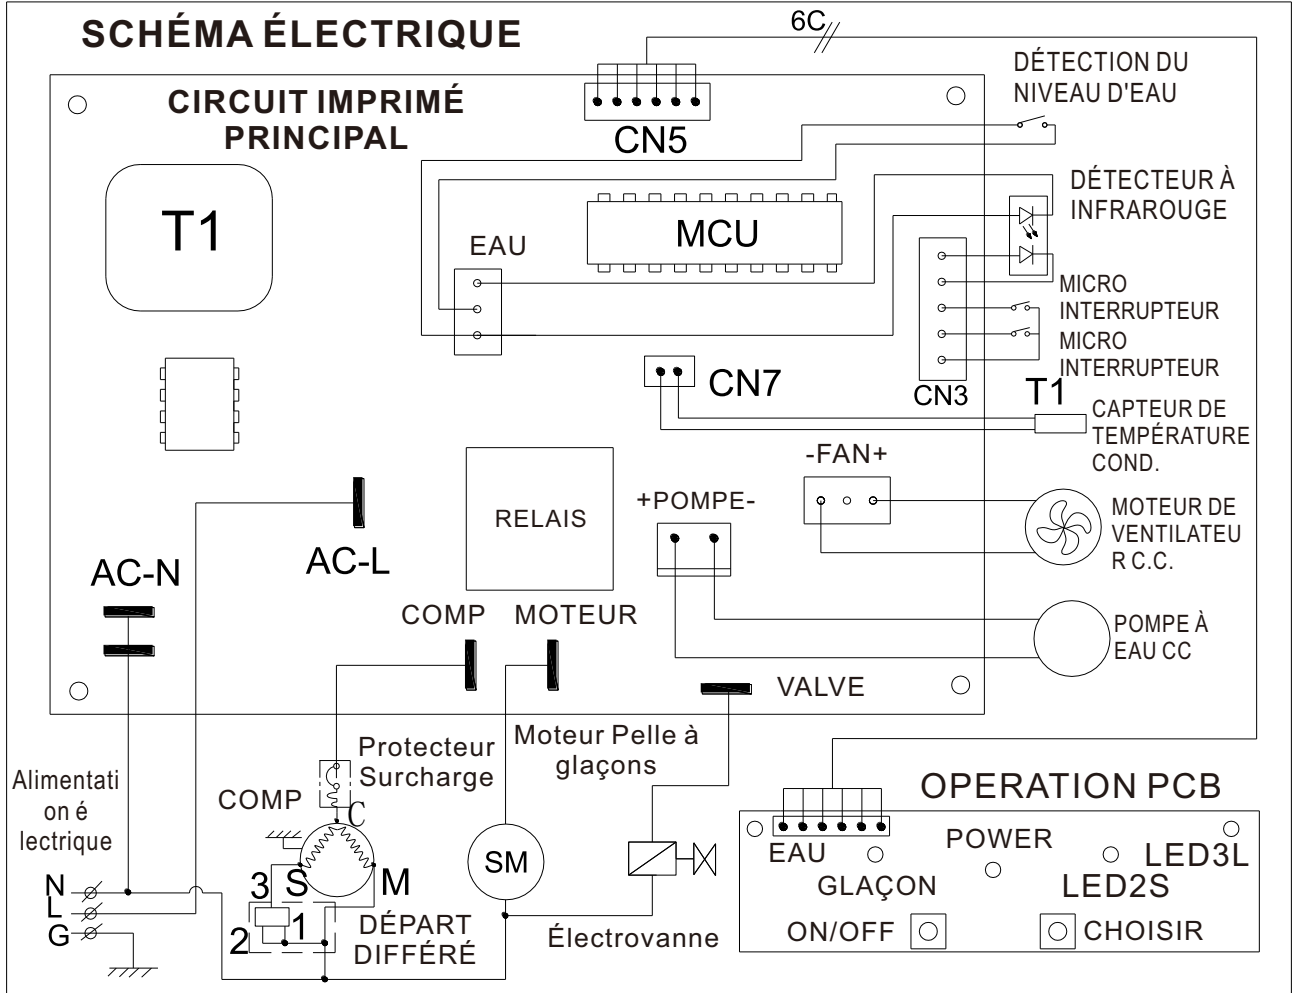 SCHÉMA ÉLECTRIQUE
6C
DÉTECTION DU
NIVEAU D'EAU
CIRCUIT IMPRIMÉ
PRINCIPAL
CN5
T1
MCU
DÉTECTEUR À
INFRAROUGE
EAU
MICRO
INTERRUPTEUR
MICRO
INTERRUPTEUR
CN7
CN3
T1
CAPTEUR DE
TEMPÉRATURE
COND.
-FAN+
+POMPE-
RELAIS
MOTEUR DE
VENTILATEU
R C.C.
AC-L
AC-N
COMP
MOTEUR
POMPE À
EAU CC
VALVE
Protecteur
Surcharge
Moteur Pelle à
glaçons
Alimentati
on é
lectrique
COMP
C
OPERATION PCB
SM
EAU
POWER
LED3L
GLAÇON
LED2S
N
L
G
3
S
M
1
2
DÉPART
DIFFÉRÉ
Électrovanne
ON/OFF
CHOISIR